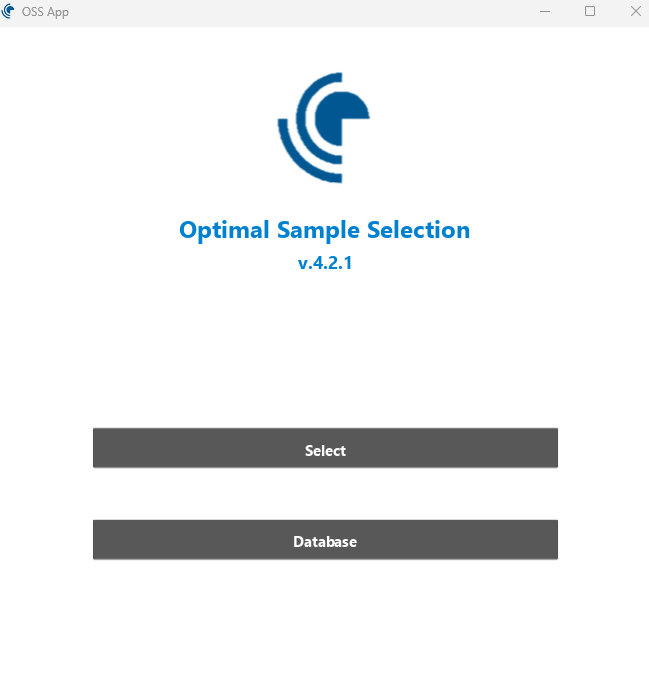 OSS App
Optimal Sample Selection
v.4.2.1
Select
Database